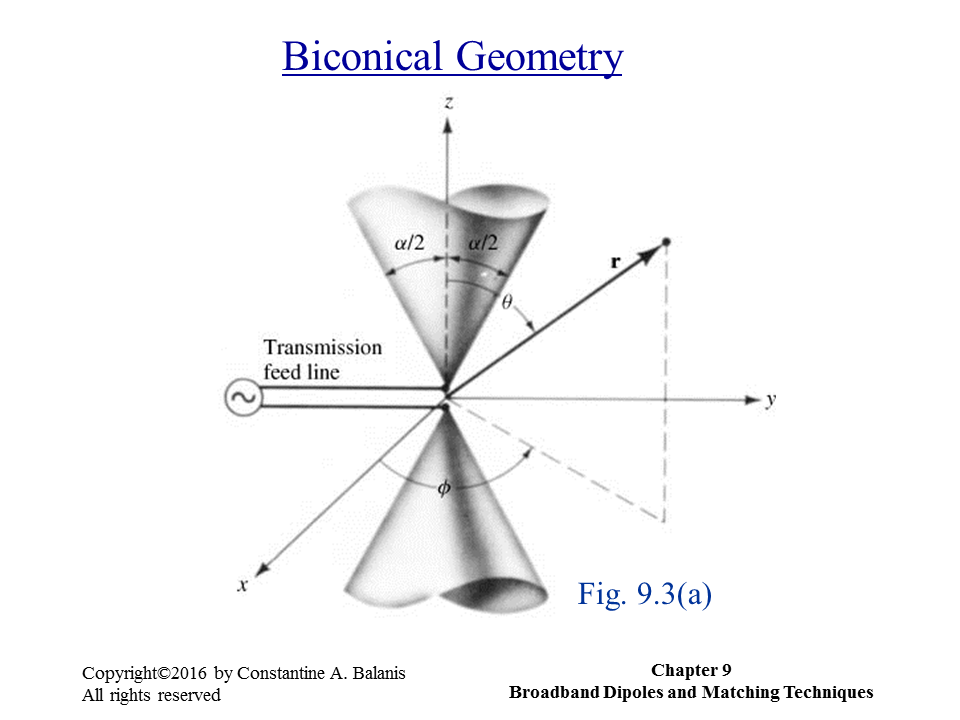 Biconical Geometry
z
α/2 α/2
r
θ
Transmission
feed line
y
ϕ
x
Fig. 9.3(a)
Copyright©2016 by Constantine A. Balanis
All rights reserved
Chapter 9
Broadband Dipoles and Matching Techniques